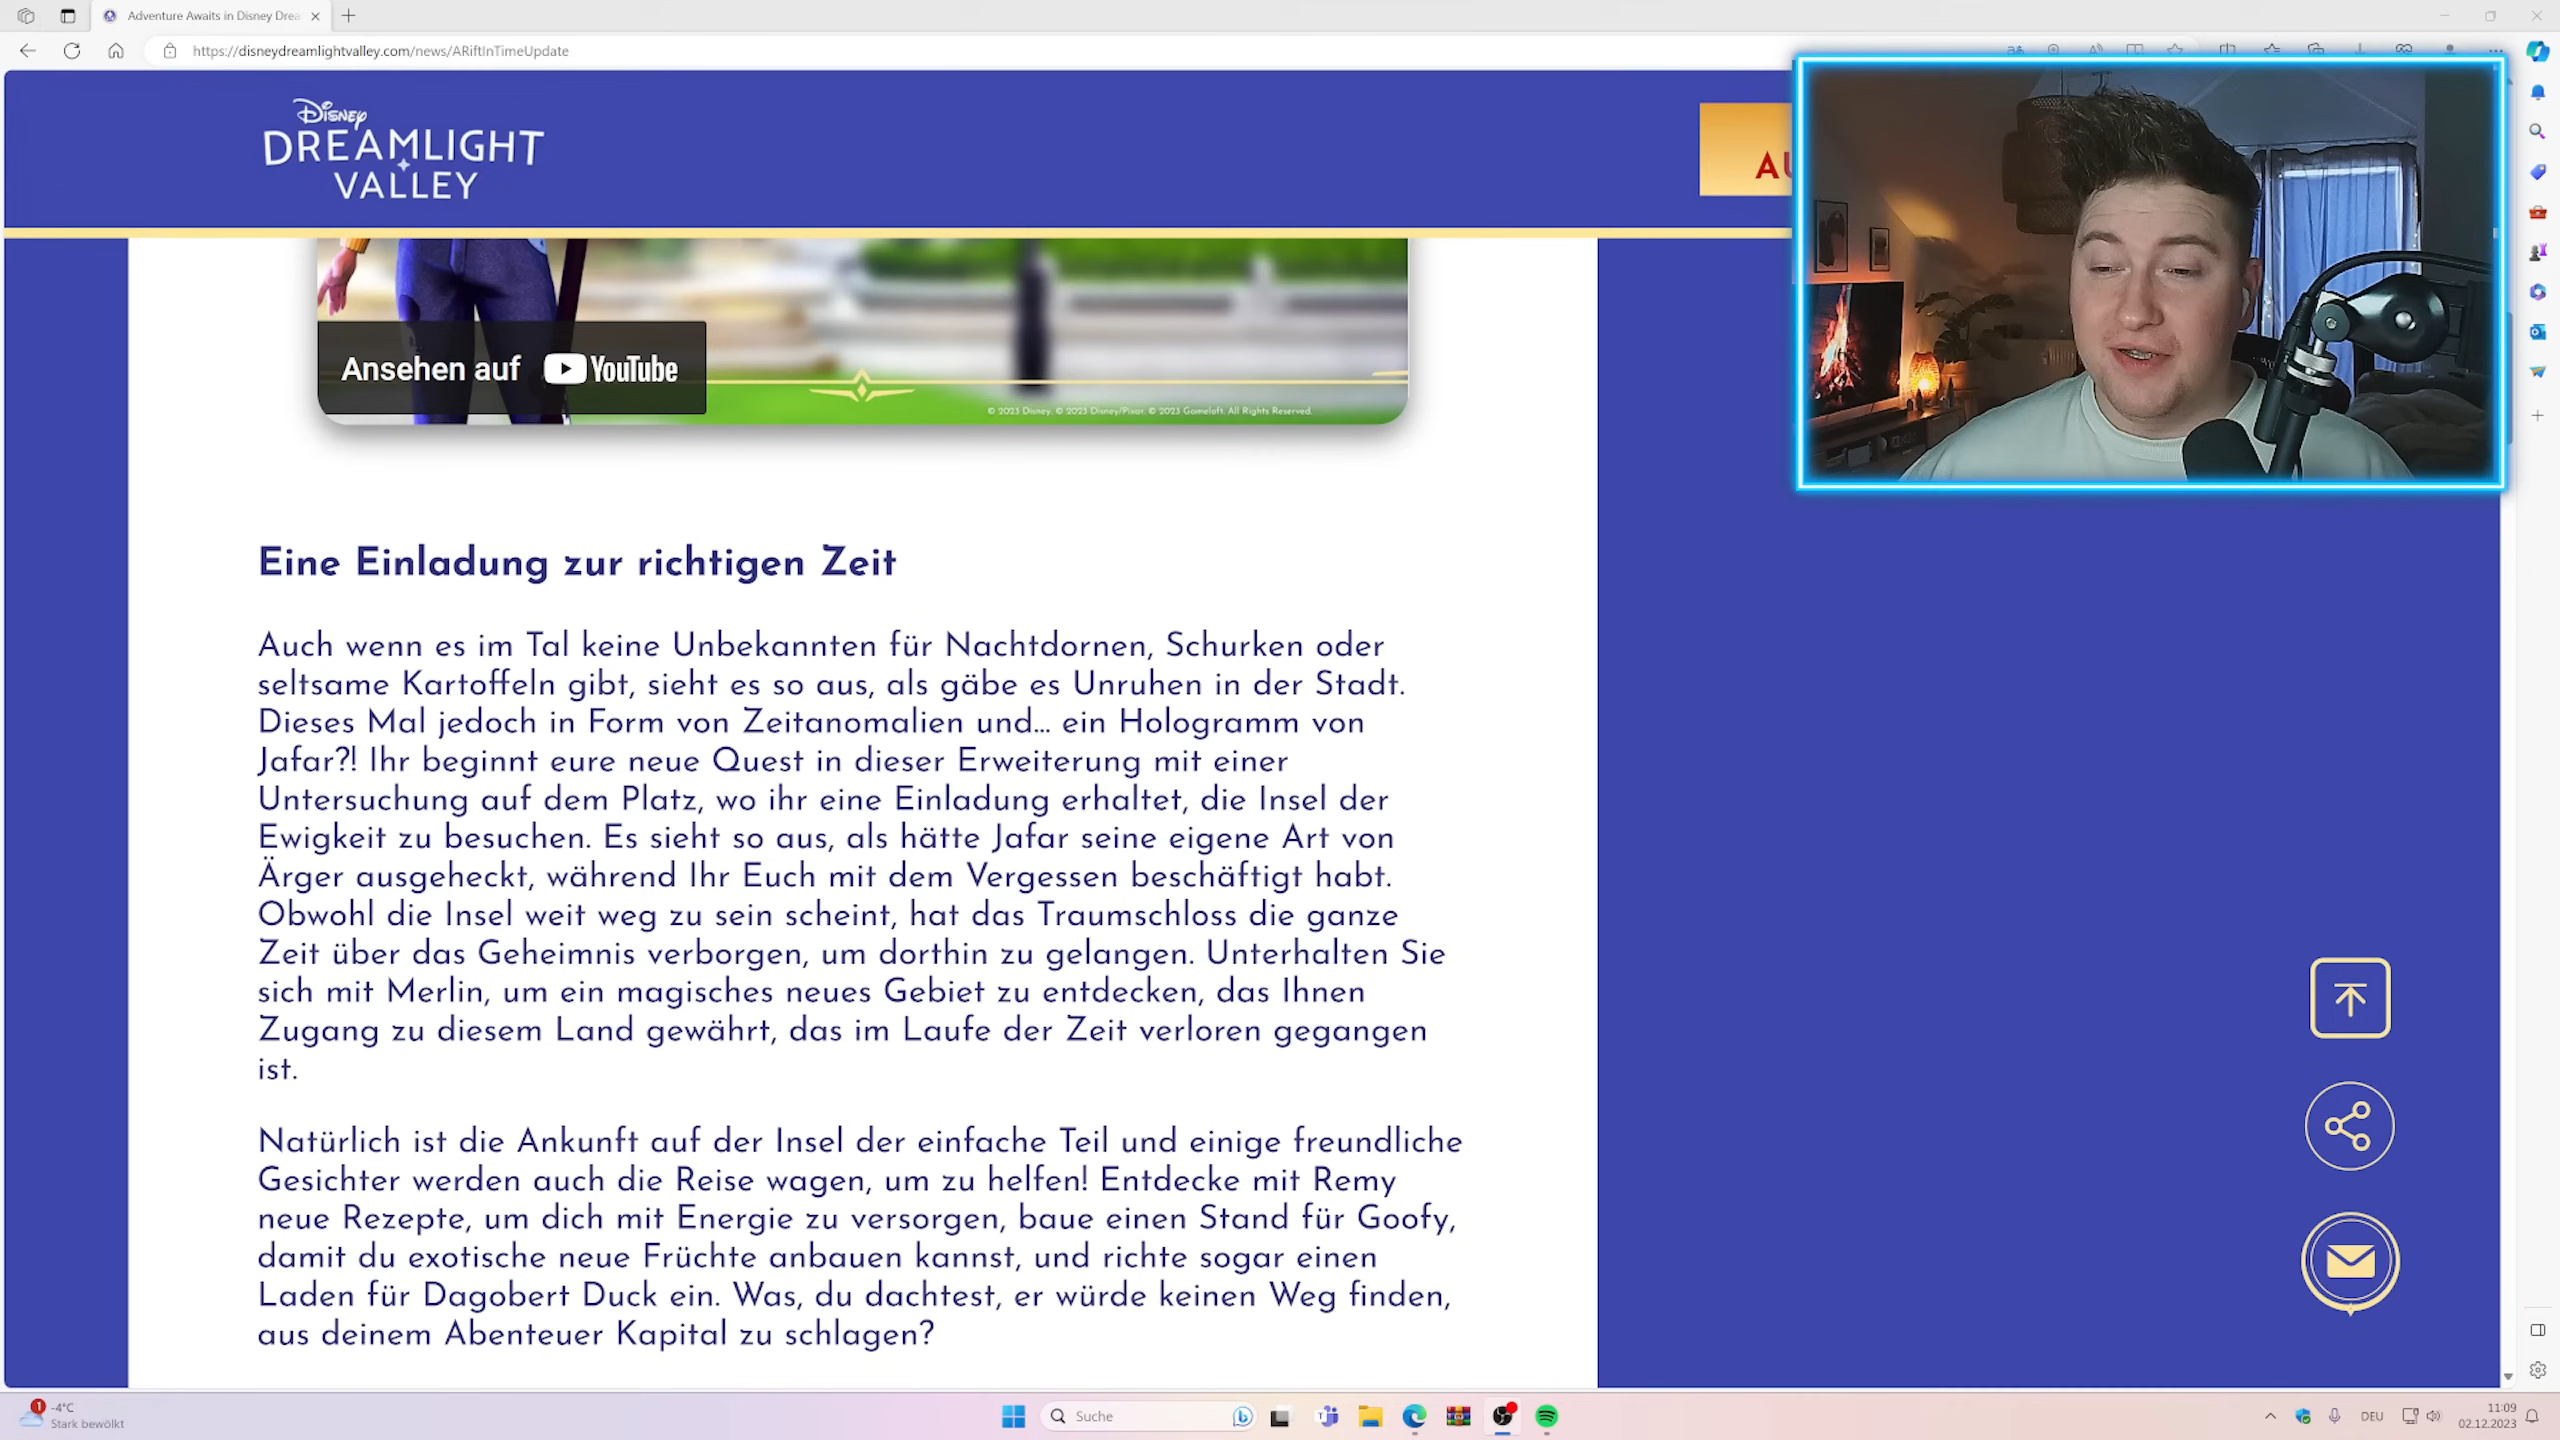 Adventure Awaits in Disney Drea
https://disneydreamlightvalley.com/news/ARiftInTimeUpdate
Disney
DREAMLIGHT
VALLEY
AU
Ansehen auf YouTube
© 2023 Disney. © 2023 Disney/Pixar. © 2023 Gameloft. All Rights Reserved.
Eine Einladung zur richtigen Zeit
Auch wenn es im Tal keine Unbekannten für Nachtdornen, Schurken oder
seltsame Kartoffeln gibt, sieht es so aus, als gäbe es Unruhen in der Stadt.
Dieses Mal jedoch in Form von Zeitanomalien und... ein Hologramm von
Jafar?! Ihr beginnt eure neue Quest in dieser Erweiterung mit einer
Untersuchung auf dem Platz, wo ihr eine Einladung erhaltet, die Insel der
Ewigkeit zu besuchen. Es sieht so aus, als hätte Jafar seine eigene Art von
Ärger ausgeheckt, während Ihr Euch mit dem Vergessen beschäftigt habt.
Obwohl die Insel weit weg zu sein scheint, hat das Traumschloss die ganze
Zeit über das Geheimnis verborgen, um dorthin zu gelangen. Unterhalten Sie
sich mit Merlin, um ein magisches neues Gebiet zu entdecken, das Ihnen
Zugang zu diesem Land gewährt, das im Laufe der Zeit verloren gegangen
ist.
Natürlich ist die Ankunft auf der Insel der einfache Teil und einige freundliche
Gesichter werden auch die Reise wagen, um zu helfen! Entdecke mit Remy
neue Rezepte, um dich mit Energie zu versorgen, baue einen Stand für Goofy,
damit du exotische neue Früchte anbauen kannst, und richte sogar einen
Laden für Dagobert Duck ein. Was, du dachtest, er würde keinen Weg finden,
aus deinem Abenteuer Kapital zu schlagen?
1
-4°C
Stark bewölkt
Suche
DEU
11:09
02.12.2023